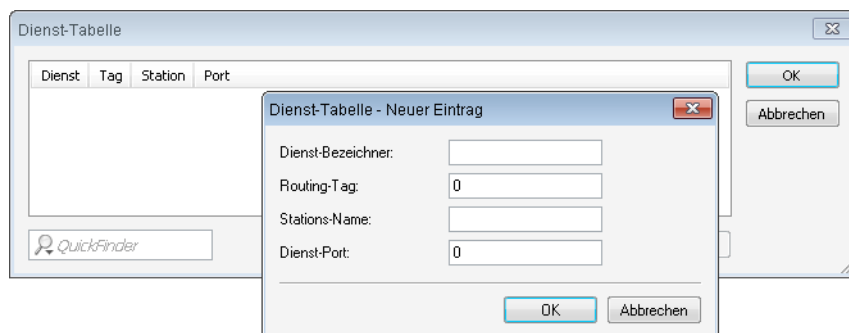 Dienst-Tabelle
Dienst Tag Station Port
OK
Abbrechen
QuickFinder
Dienst-Tabelle - Neuer Eintrag
Dienst-Bezeichner:
Routing-Tag: 0
Stations-Name:
Dienst-Port: 0
OK Abbrechen